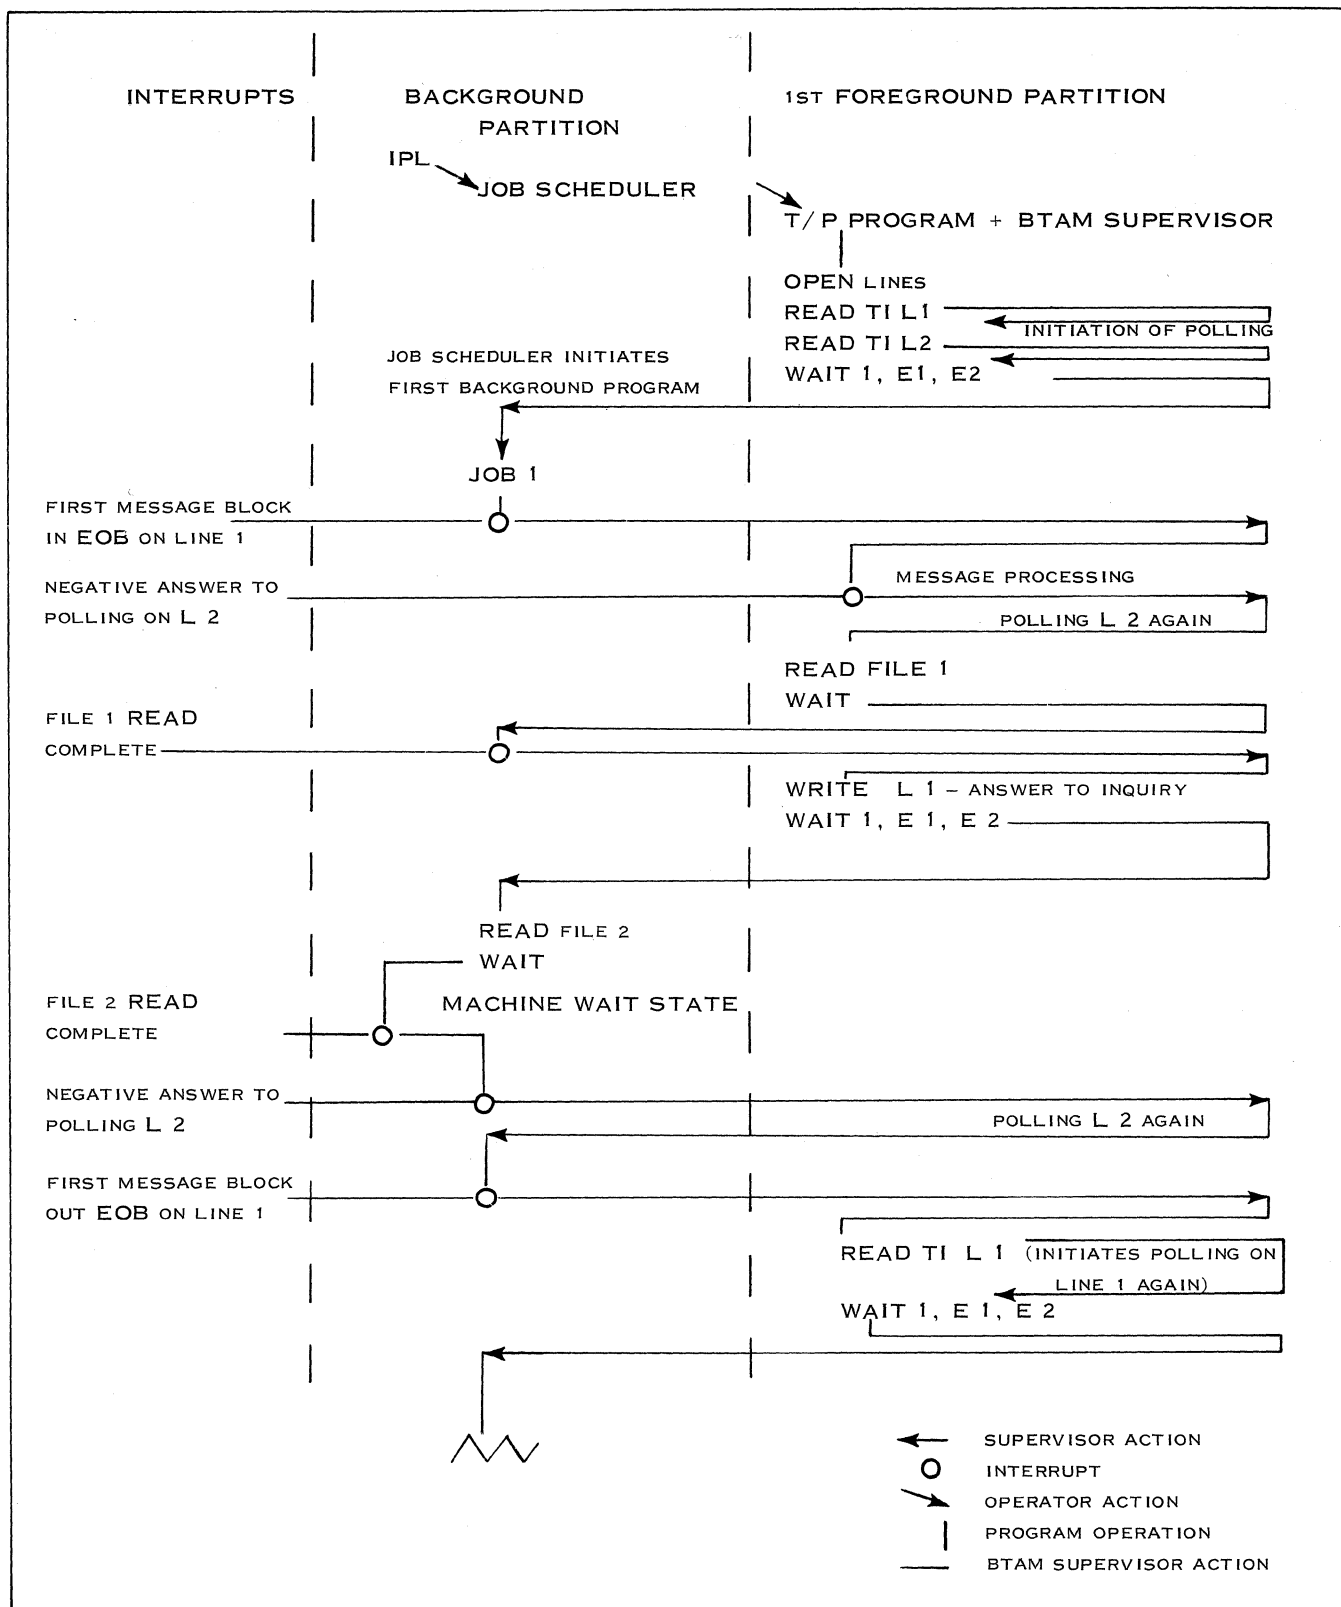 INTERRUPTS
BACKGROUND
PARTITION
1ST FOREGROUND PARTITION
IPL
JOB SCHEDULER
T/P PROGRAM + BTAM SUPERVISOR
OPEN LINES
READ TI L1
INITIATION OF POLLING
READ TI L2
WAIT 1, E1, E2
JOB SCHEDULER INITIATES
FIRST BACKGROUND PROGRAM
JOB 1
FIRST MESSAGE BLOCK
IN EOB ON LINE 1
NEGATIVE ANSWER TO
POLLING ON L 2
MESSAGE PROCESSING
POLLING L 2 AGAIN
READ FILE 1
WAIT
FILE 1 READ
COMPLETE
WRITE L 1 – ANSWER TO INQUIRY
WAIT 1, E 1, E 2
READ FILE 2
WAIT
MACHINE WAIT STATE
FILE 2 READ
COMPLETE
NEGATIVE ANSWER TO
POLLING L 2
POLLING L 2 AGAIN
FIRST MESSAGE BLOCK
OUT EOB ON LINE 1
READ TI L 1 (INITIATES POLLING ON
LINE 1 AGAIN)
WAIT 1, E 1, E 2
SUPERVISOR ACTION
INTERRUPT
OPERATOR ACTION
PROGRAM OPERATION
BTAM SUPERVISOR ACTION